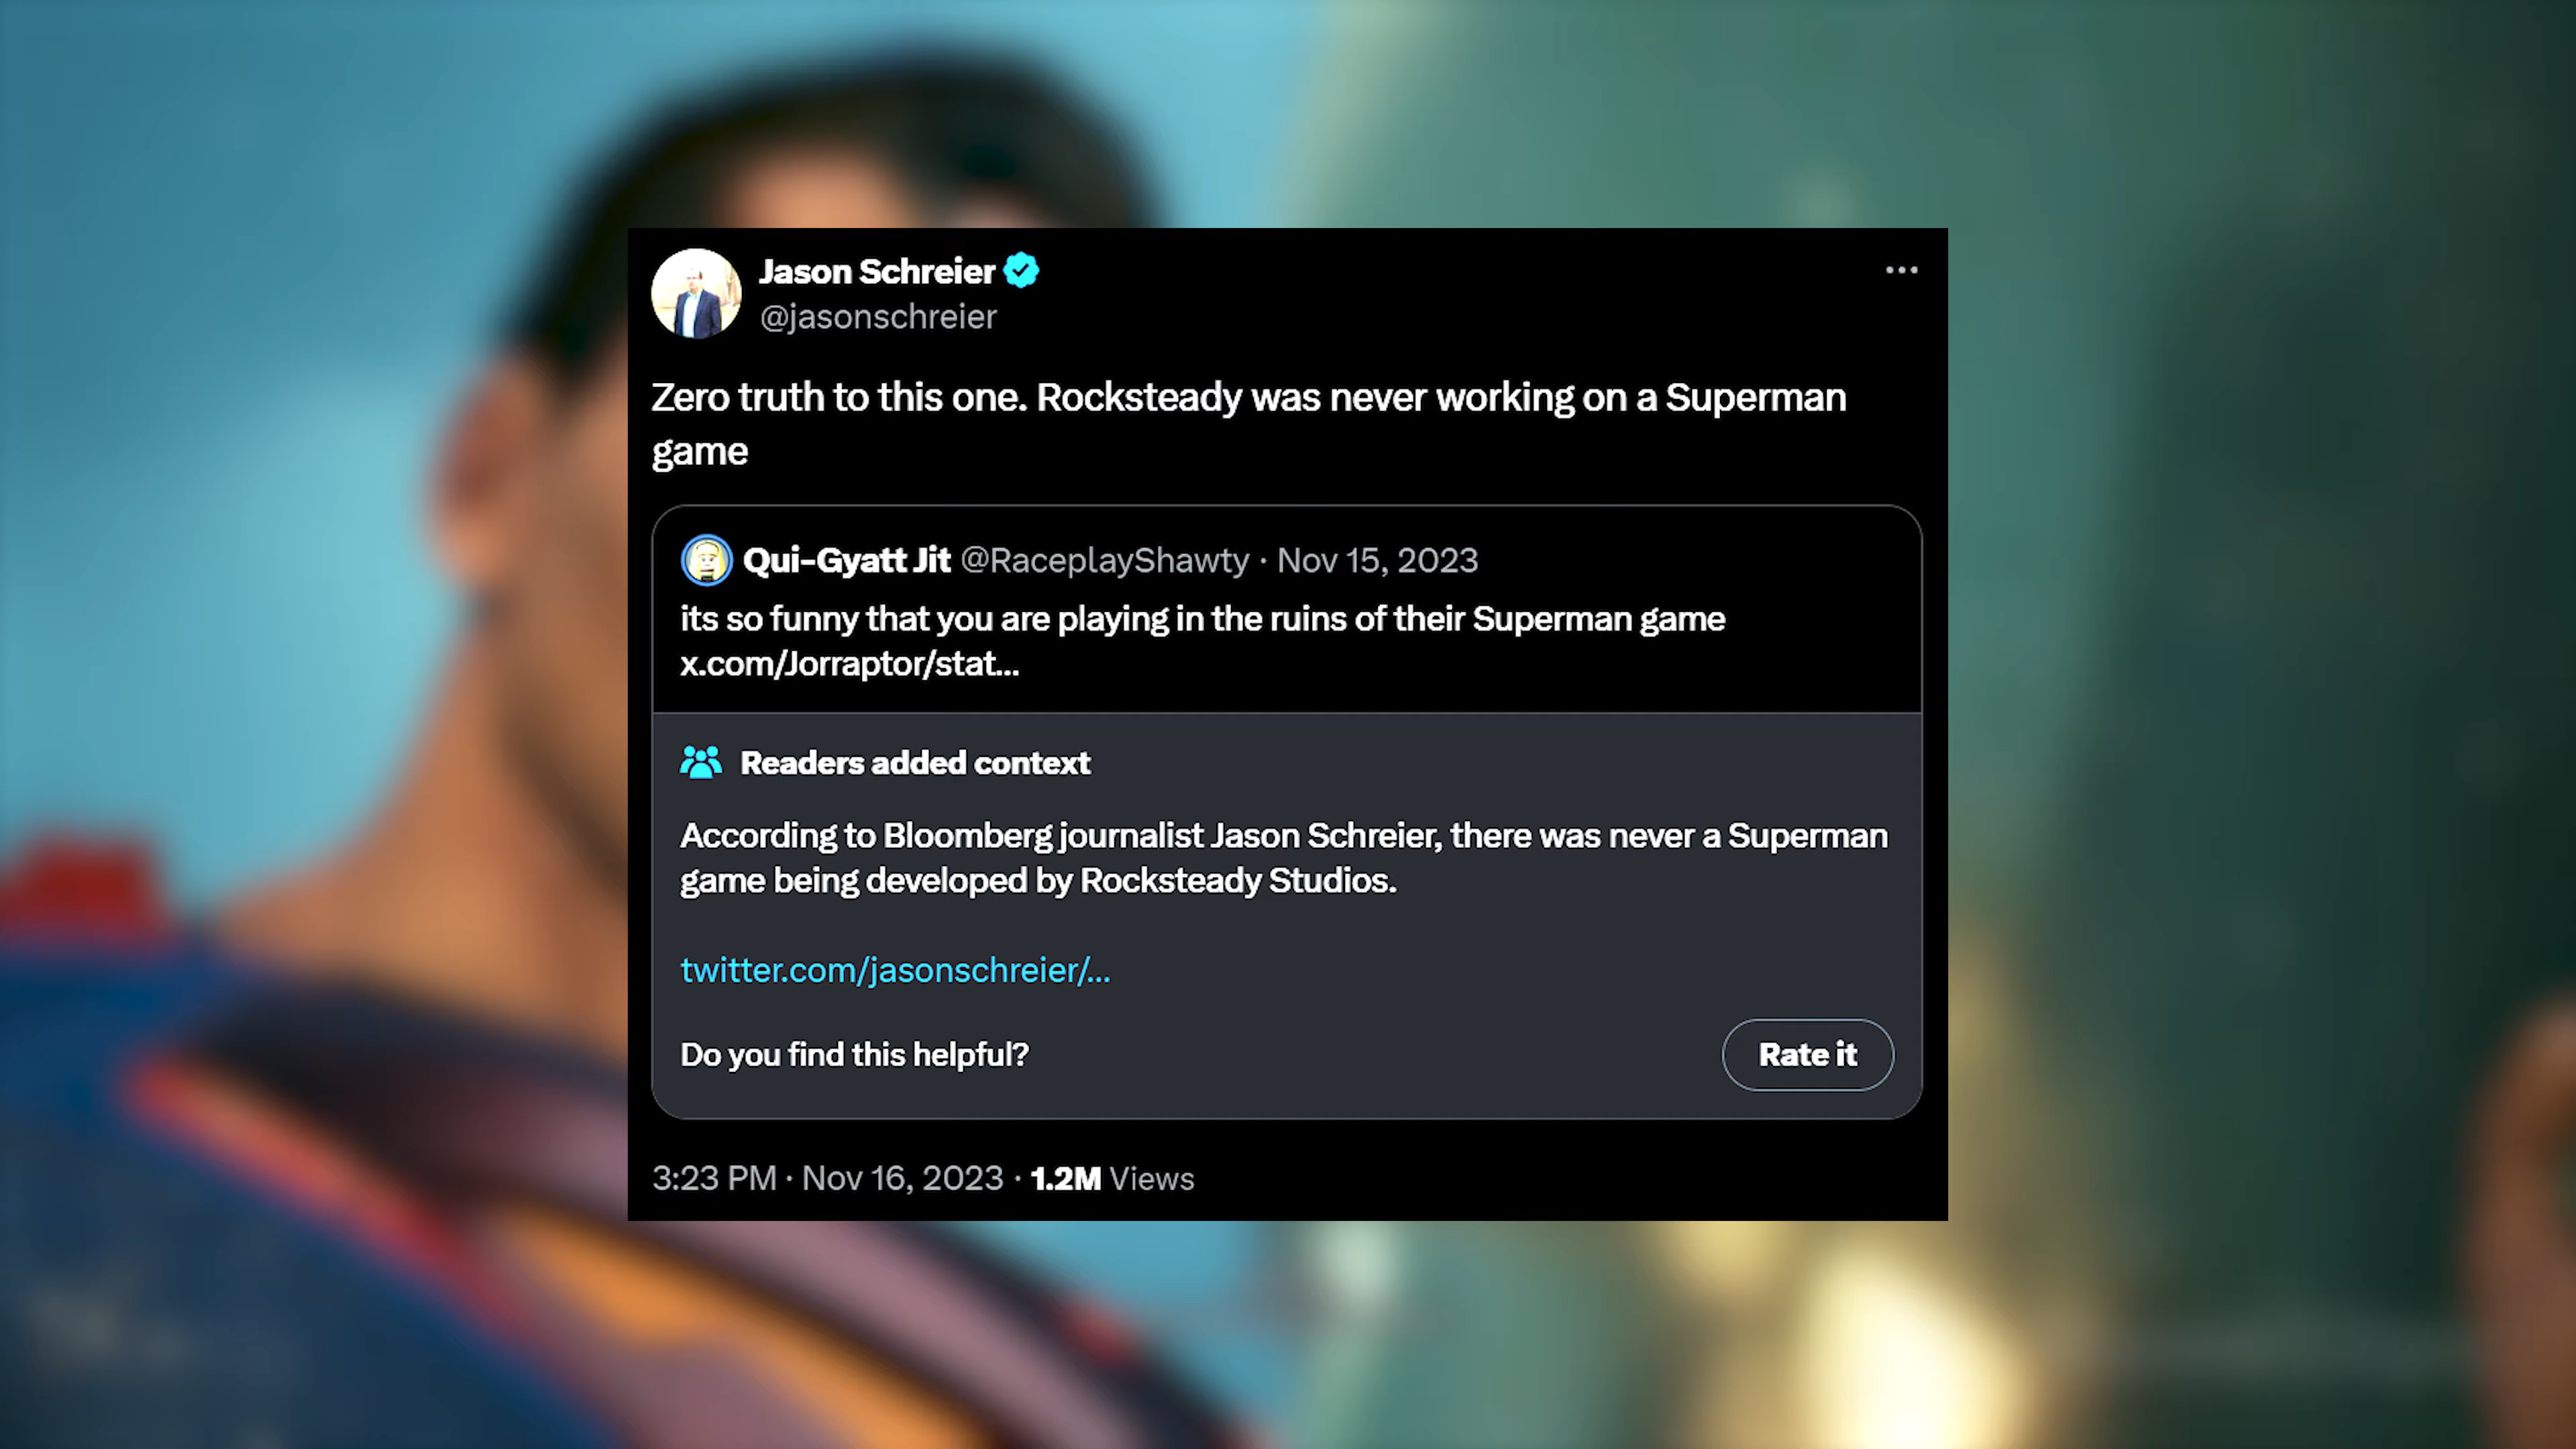 Jason Schreier
@jasonschreier
Zero truth to this one. Rocksteady was never working on a Superman
game
Qui-Gyatt Jit @RaceplayShawty · Nov 15, 2023
its so funny that you are playing in the ruins of their Superman game
x.com/Jorraptor/stat...
Readers added context
According to Bloomberg journalist Jason Schreier, there was never a Superman
game being developed by Rocksteady Studios.
twitter.com/jasonschreier/...
Do you find this helpful?
Rate it
3:23 PM · Nov 16, 2023 · 1.2M Views